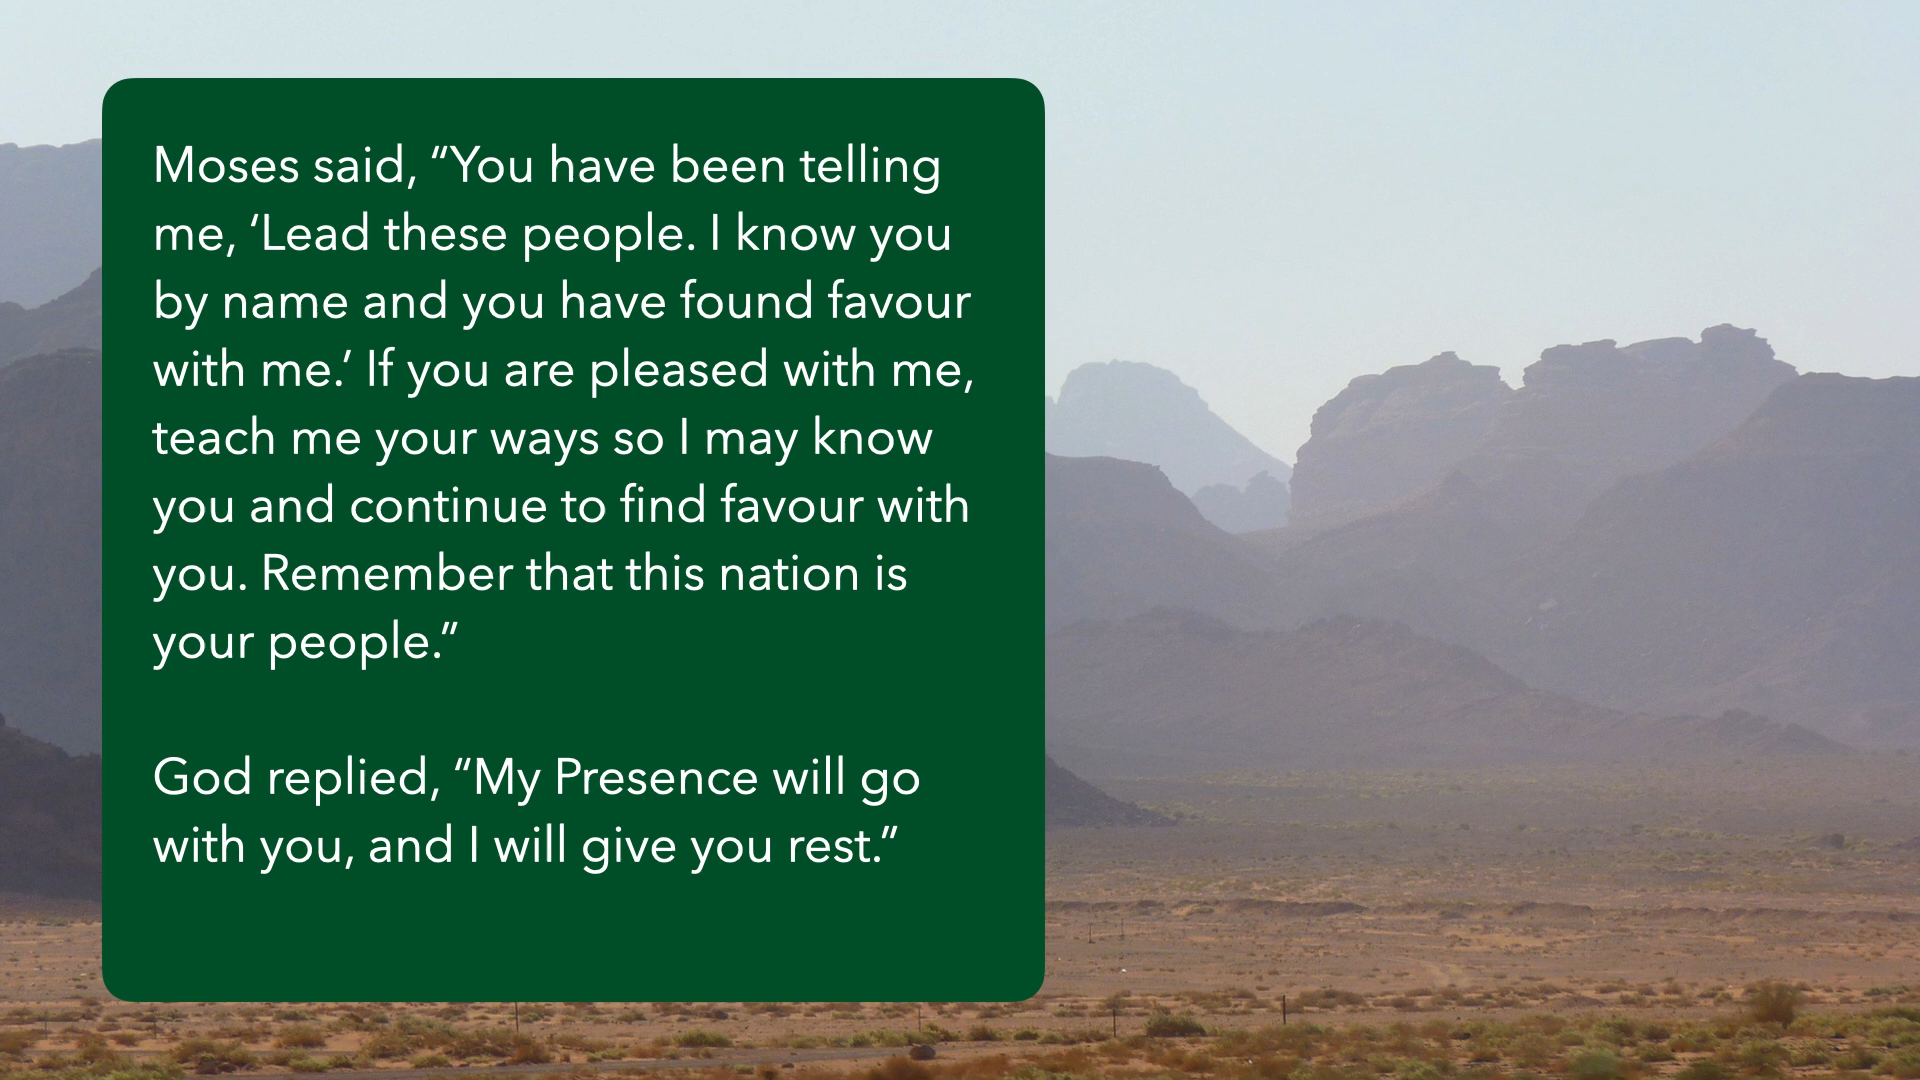 Moses said, “You have been telling
me, ‘Lead these people. I know you
by name and you have found favour
with me.’ If you are pleased with me,
teach me your ways so I may know
you and continue to find favour with
you. Remember that this nation is
your people.”
God replied, “My Presence will go
with you, and I will give you rest.”